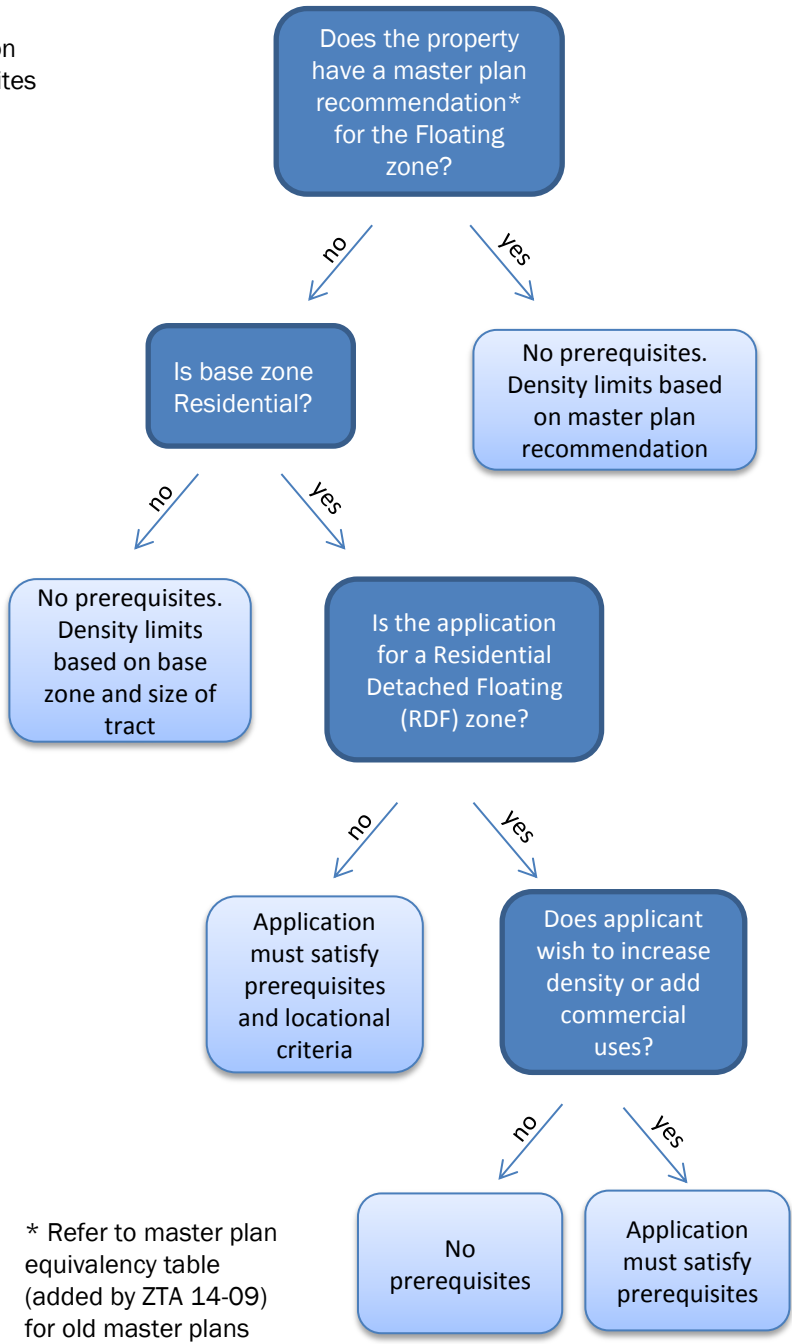 on
ites
Does the property
have a master plan
recommendation*
for the Floating
zone?
no
yes
Is base zone
Residential?
No prerequisites.
Density limits based
on master plan
recommendation
no
yes
No prerequisites.
Density limits
based on base
zone and size of
tract
Is the application
for a Residential
Detached Floating
(RDF) zone?
no
yes
Application
must satisfy
prerequisites
and locational
criteria
Does applicant
wish to increase
density or add
commercial
uses?
no
yes
No
prerequisites
Application
must satisfy
prerequisites
* Refer to master plan
equivalency table
(added by ZTA 14-09)
for old master plans